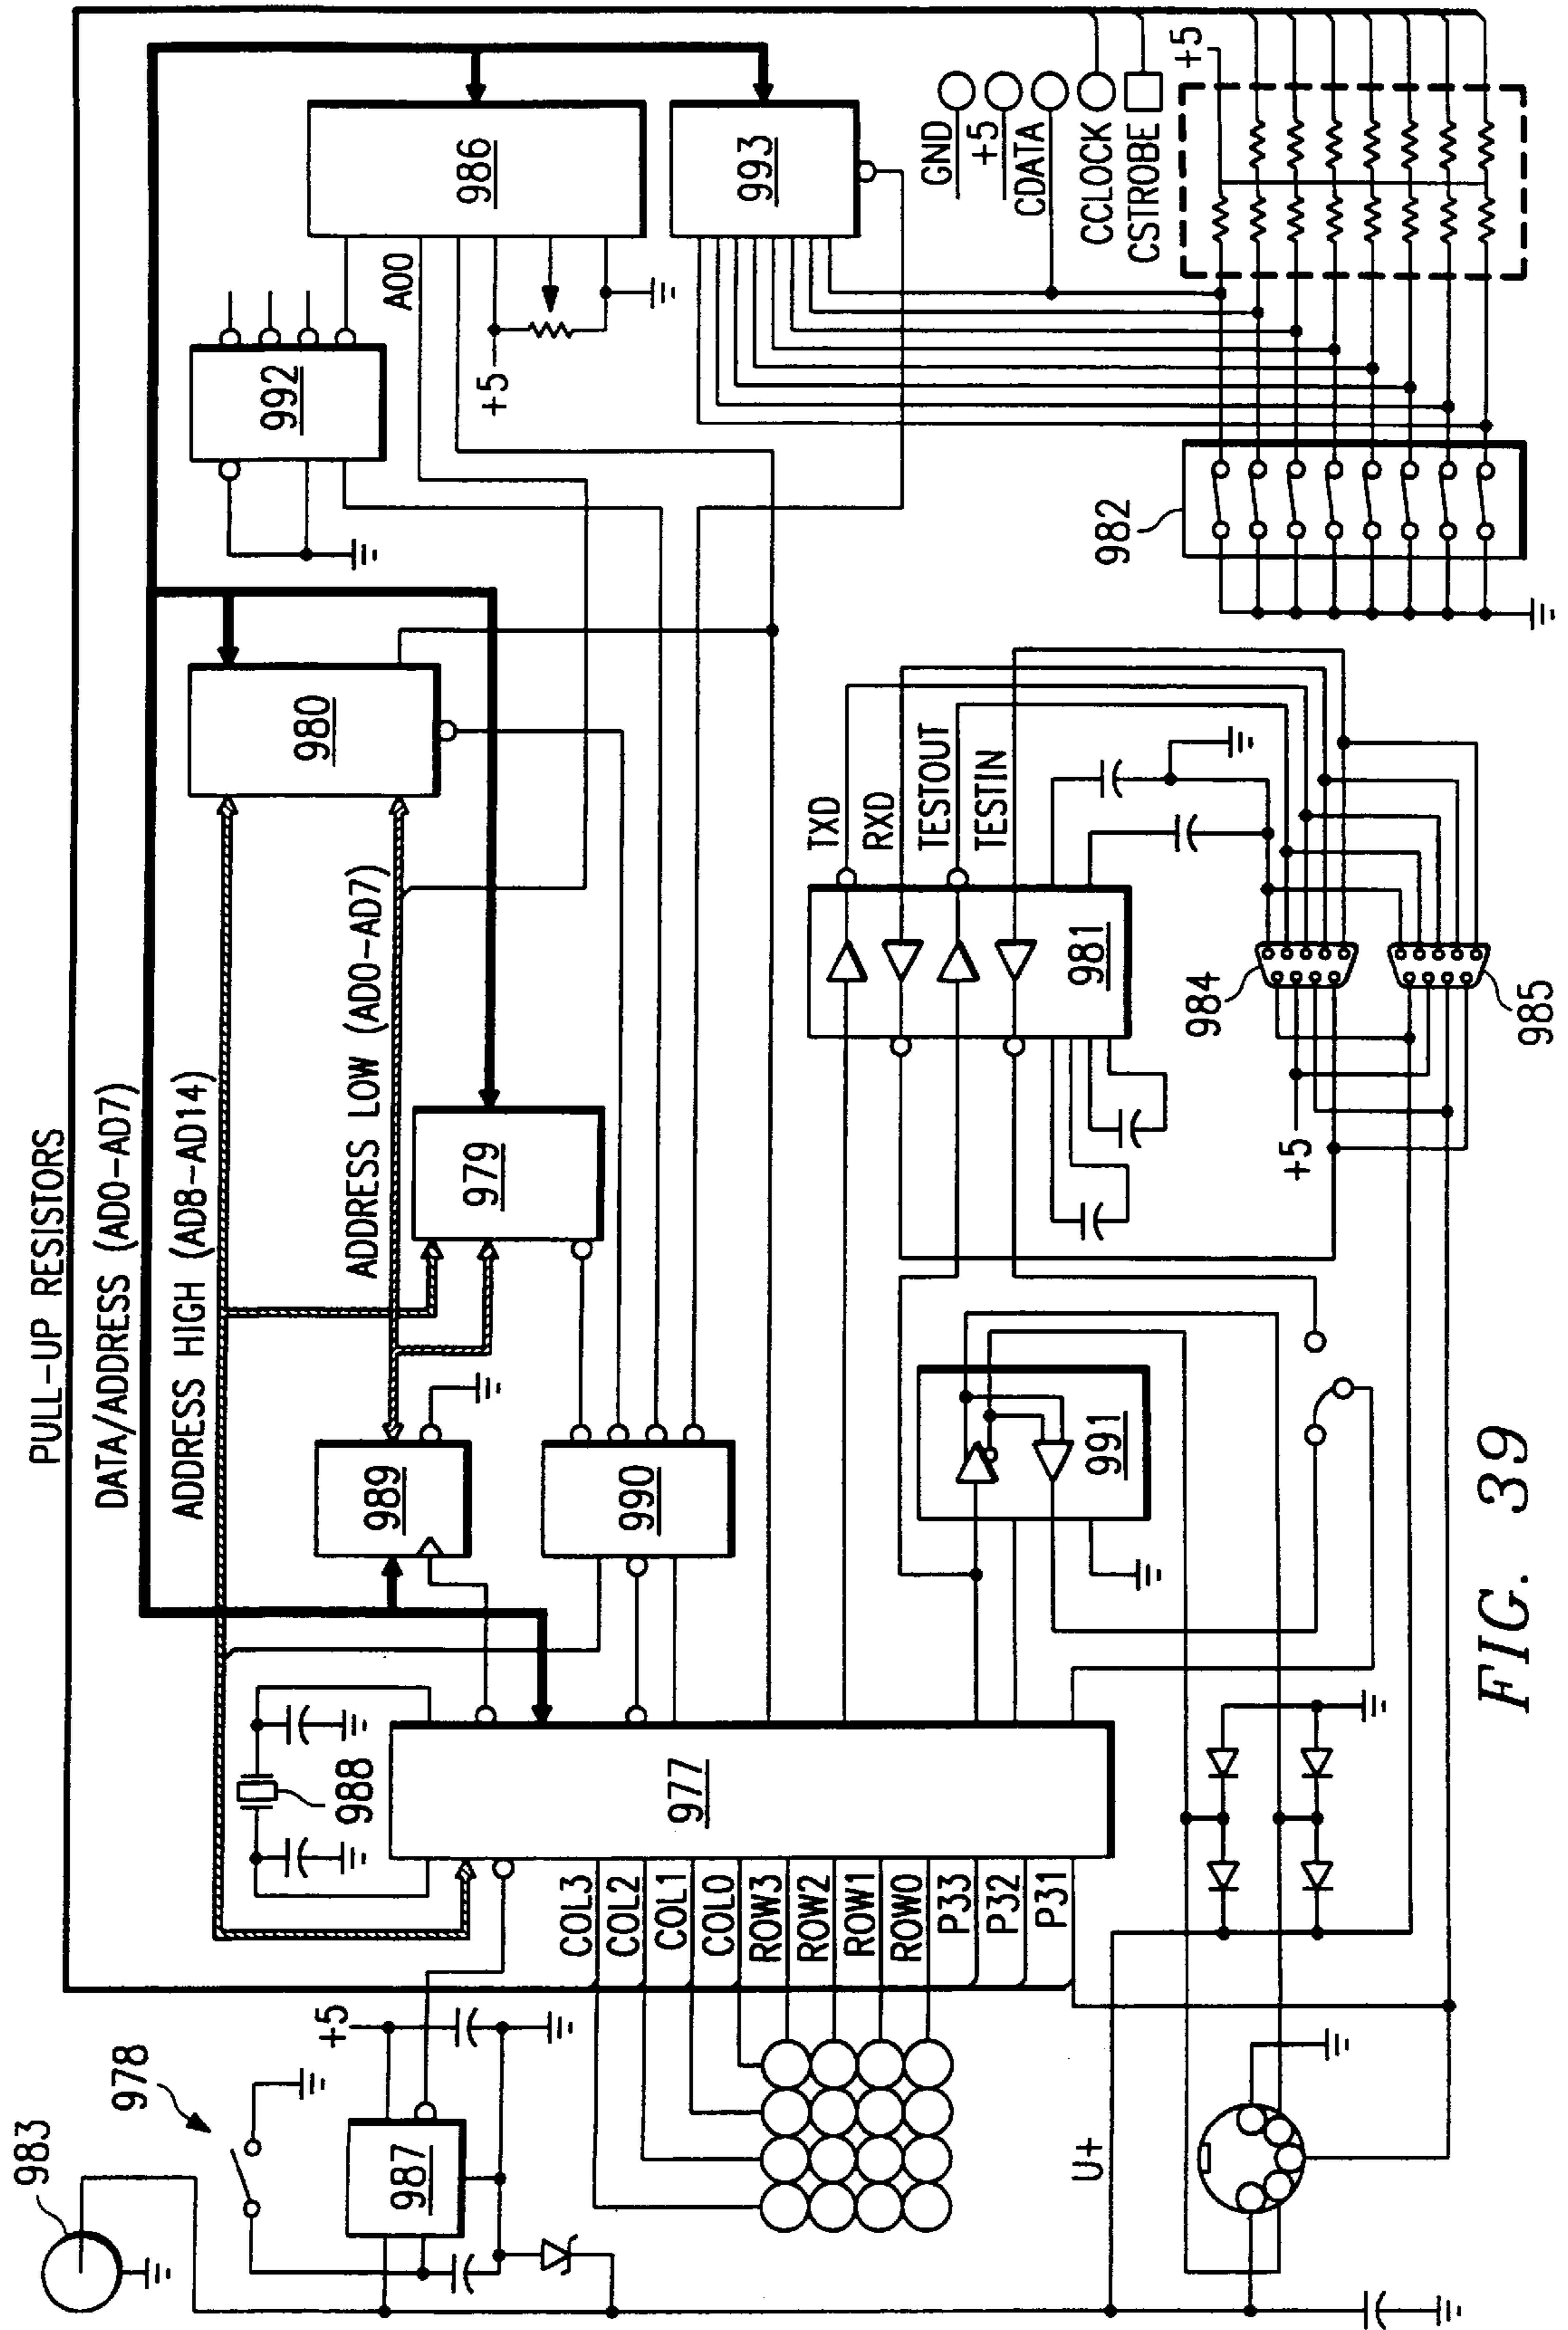 PULL-UP RESISTORS
DATA/ADDRESS (AD0-AD7)
ADDRESS HIGH (AD8-AD14)
ADDRESS LOW (AD0-AD7)
983
978
987
+5
988
977
COL3
COL2
COL1
COL0
ROW3
ROW2
ROW1
ROW0
P33
P32
P31
U+
989
990
979
980
992
986
A00
+5
993
GND
+5
CDATA
CCLOCK
CSTROBE
+5
982
991
981
TXD
RXD
TESTOUT
TESTIN
984
985
+5
FIG. 39